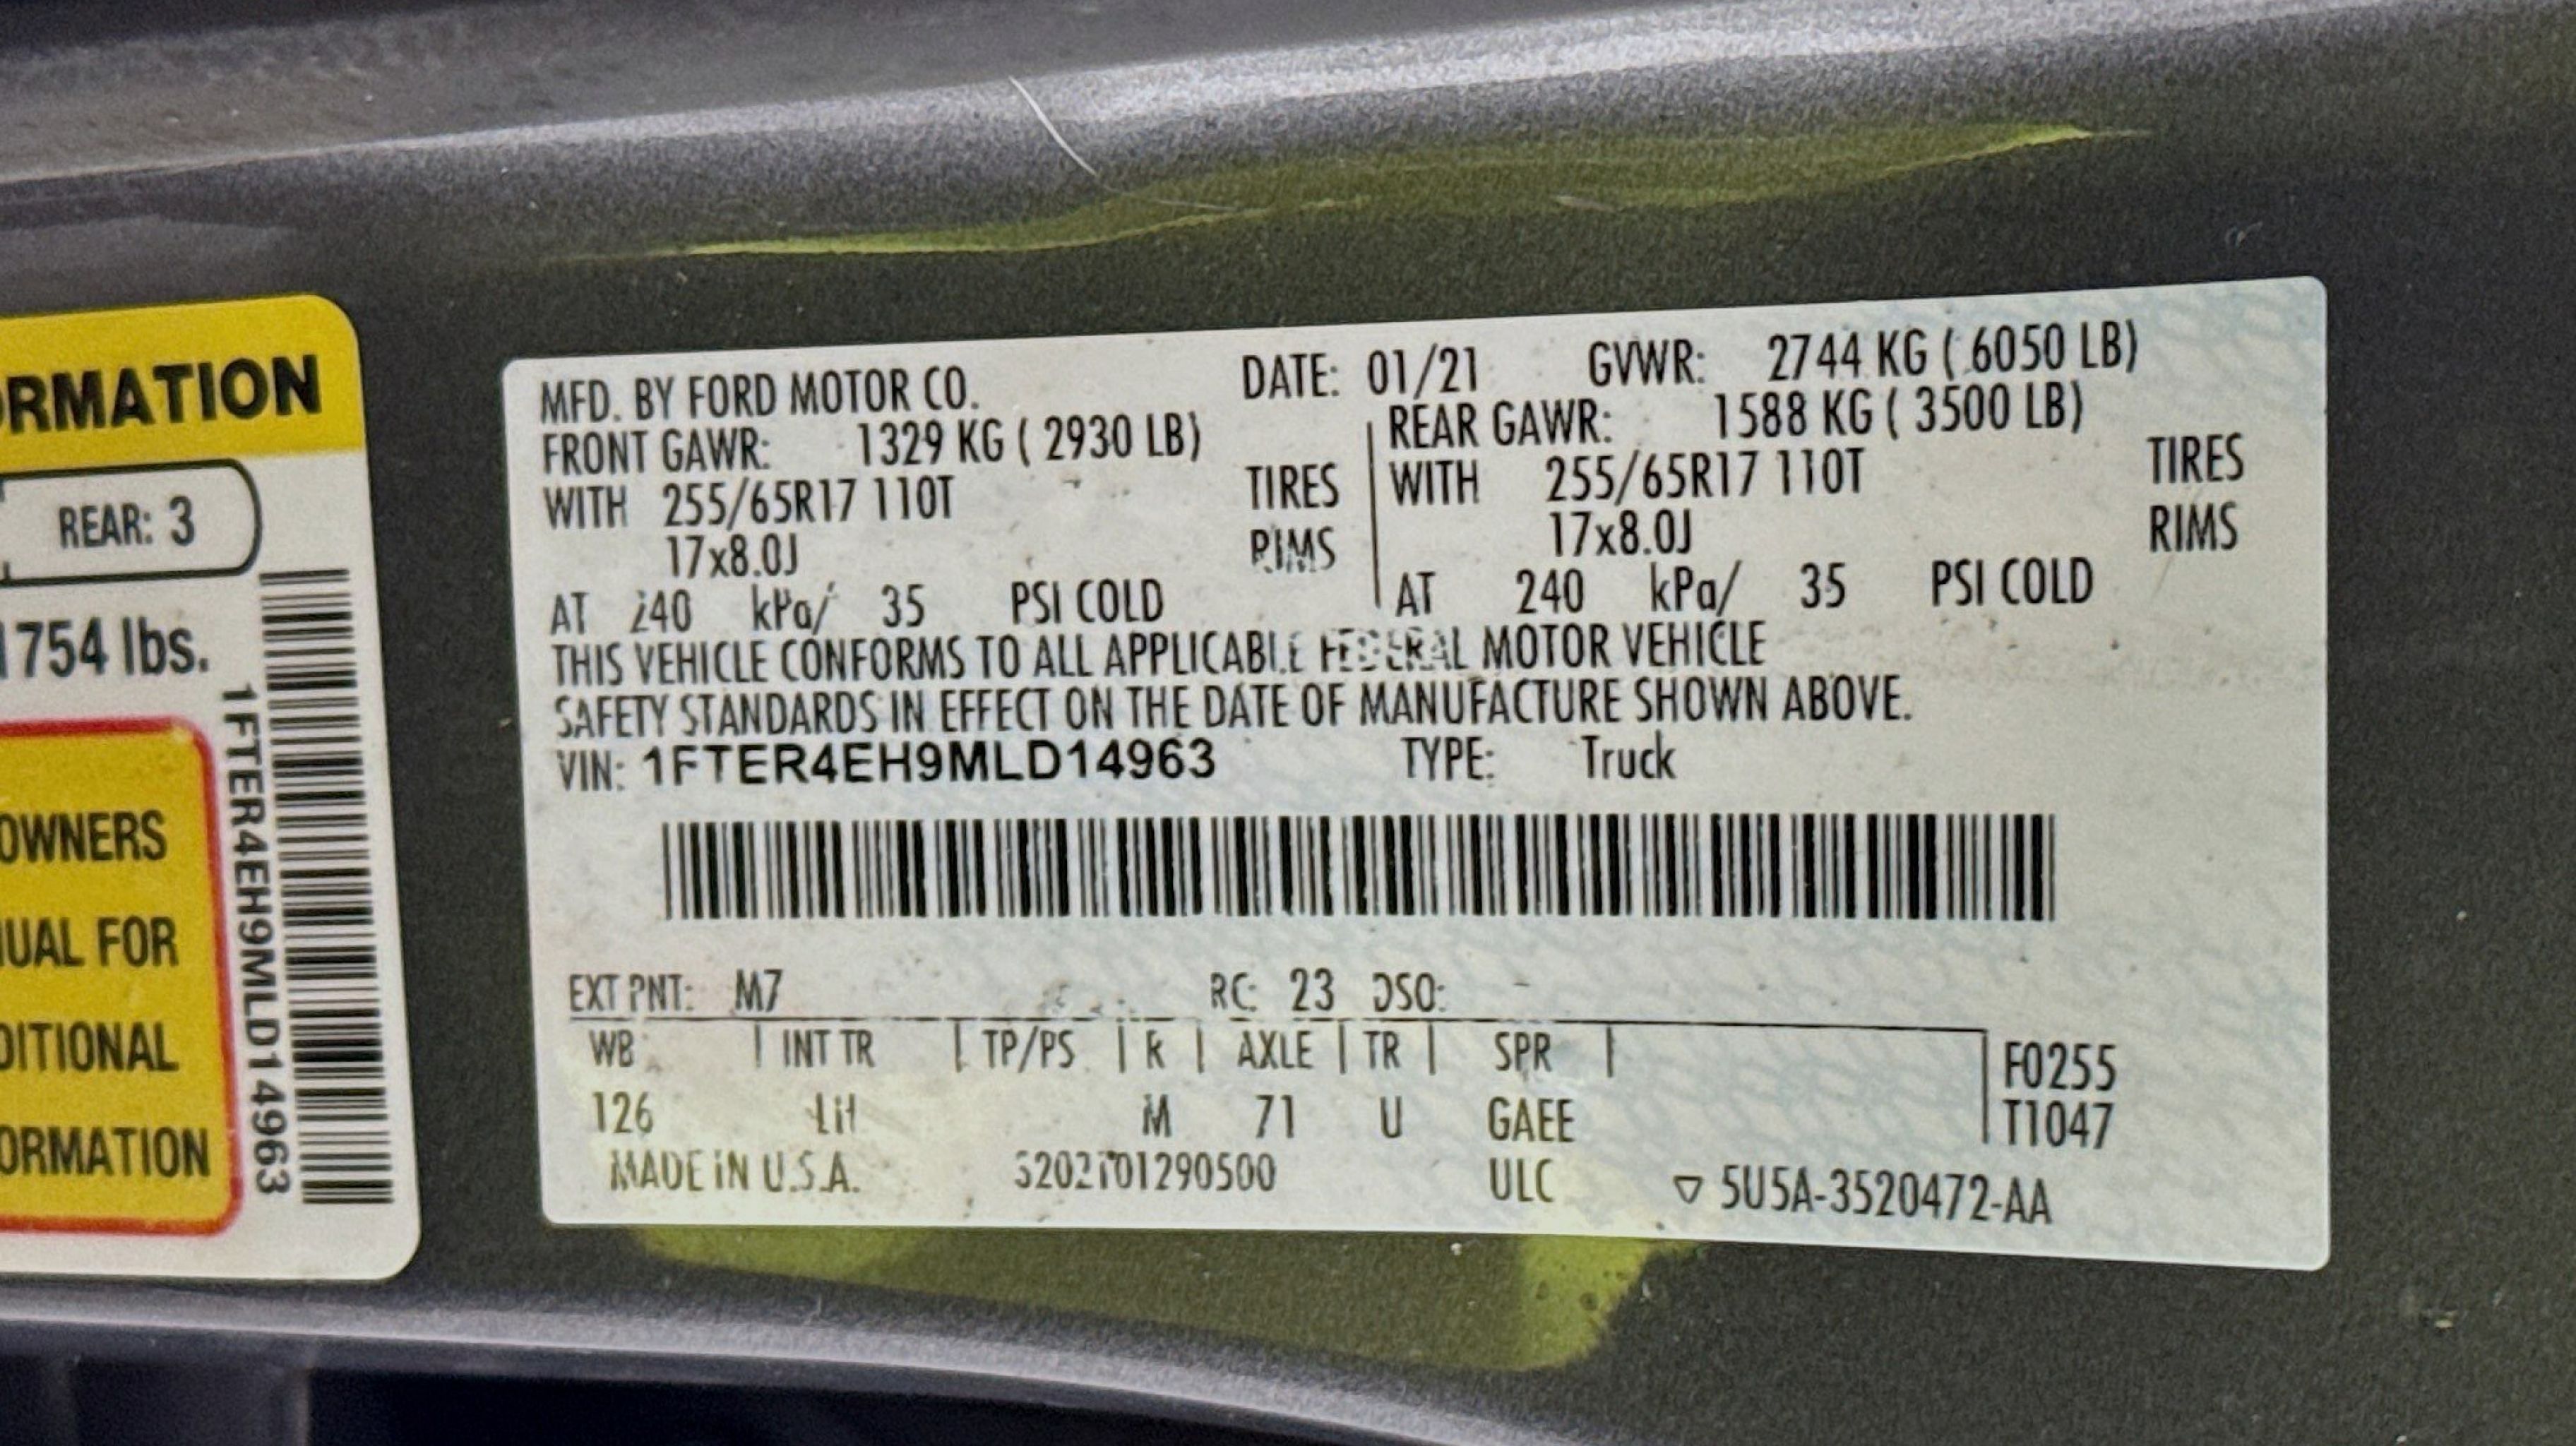 ORMATION
REAR: 3
1754 lbs.
OWNERS
UAL FOR
DITIONAL
ORMATION
1FTER4EH9MLD14963
MFD. BY FORD MOTOR CO. DATE: 01/21 GVWR: 2744 KG ( 6050 LB)
FRONT GAWR: 1329 KG ( 2930 LB) REAR GAWR: 1588 KG ( 3500 LB)
WITH 255/65R17 110T TIRES WITH 255/65R17 110T TIRES
17x8.0J RIMS 17x8.0J RIMS
AT 240 kPa/ 35 PSI COLD AT 240 kPa/ 35 PSI COLD
THIS VEHICLE CONFORMS TO ALL APPLICABLE FEDERAL MOTOR VEHICLE
SAFETY STANDARDS IN EFFECT ON THE DATE OF MANUFACTURE SHOWN ABOVE.
VIN: 1FTER4EH9MLD14963 TYPE: Truck
EXT PNT: M7 RC: 23 DSO:
WB INT TR TP/PS R AXLE TR SPR
126 M 71 U GAEE
F0255
T1047
MADE IN U.S.A. ULC ▽ 5U5A-3520472-AA